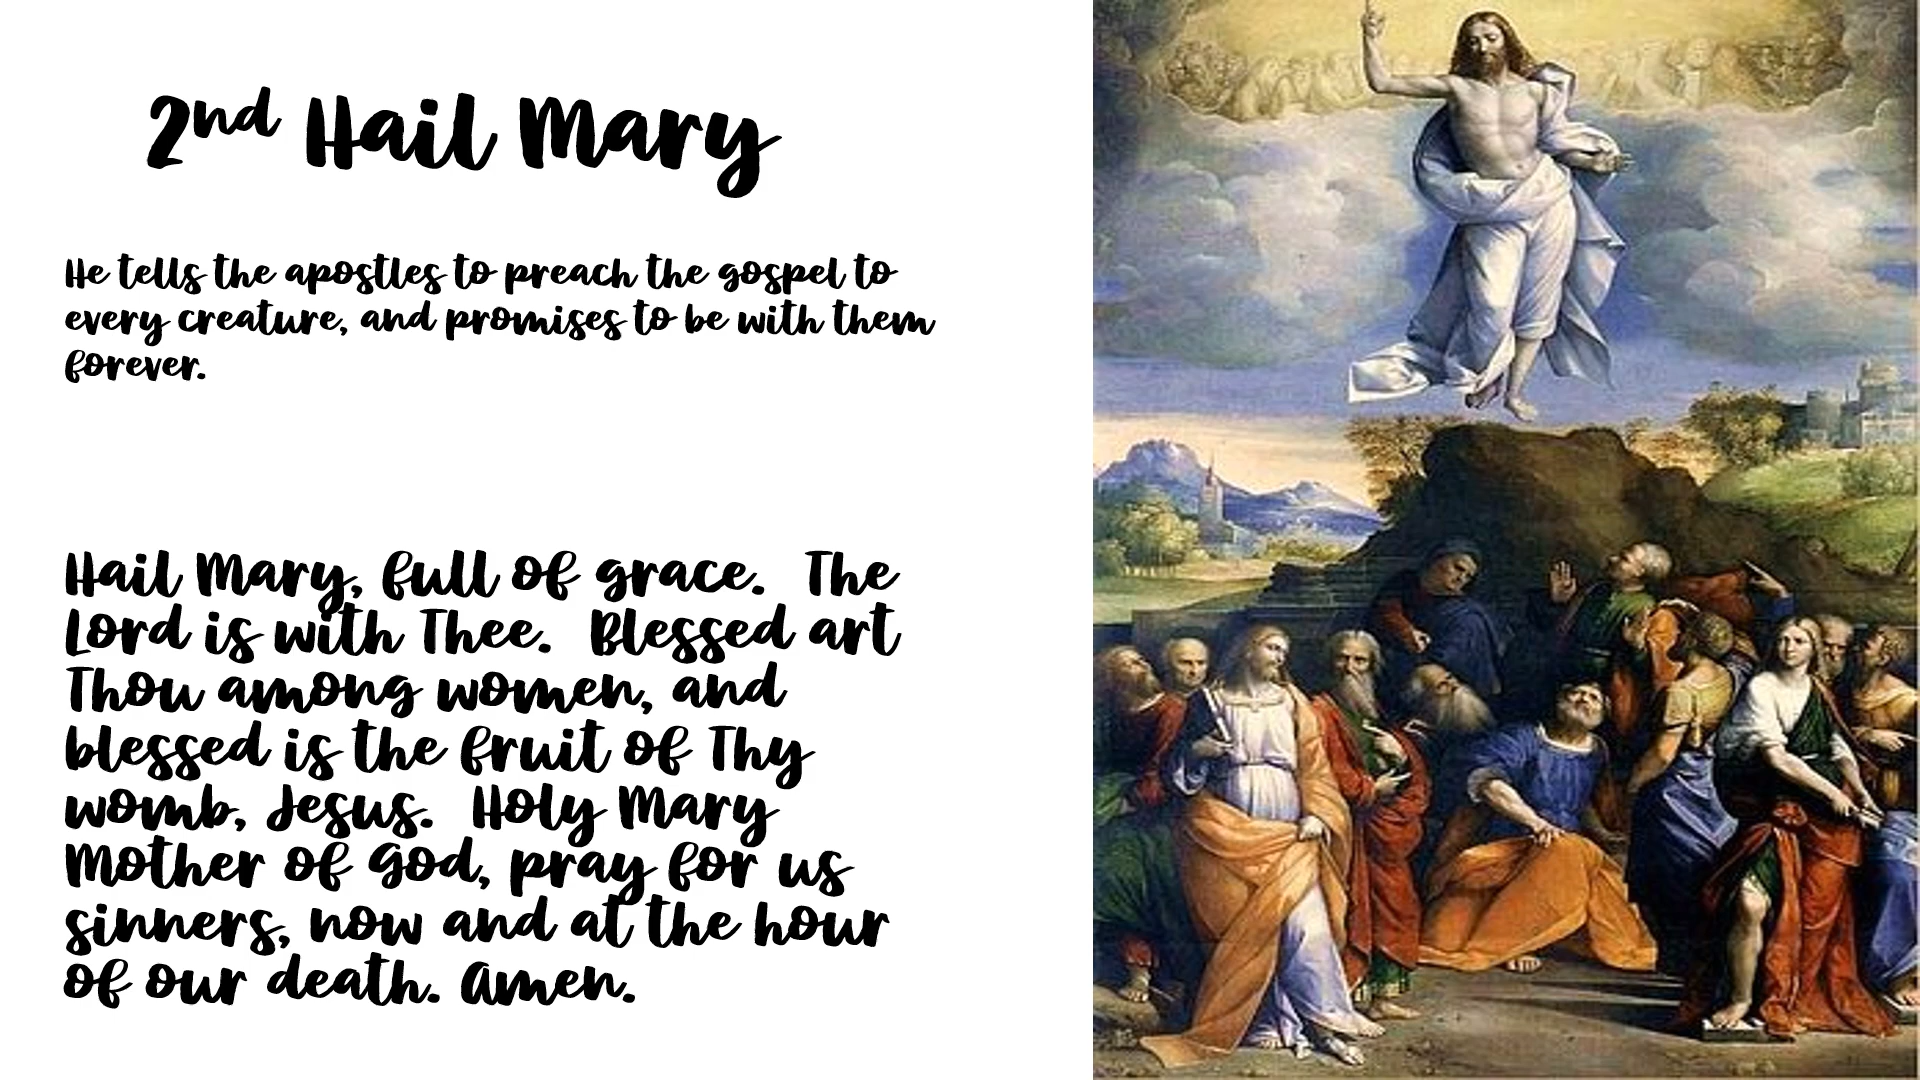 2nd Hail Mary
He tells the apostles to preach the gospel to
every creature, and promises to be with them
forever.
Hail Mary, full of grace.  The
Lord is with Thee.  Blessed art
Thou among women, and
blessed is the fruit of Thy
womb, Jesus.  Holy Mary
Mother of God, pray for us
sinners, now and at the hour
of our death. Amen.